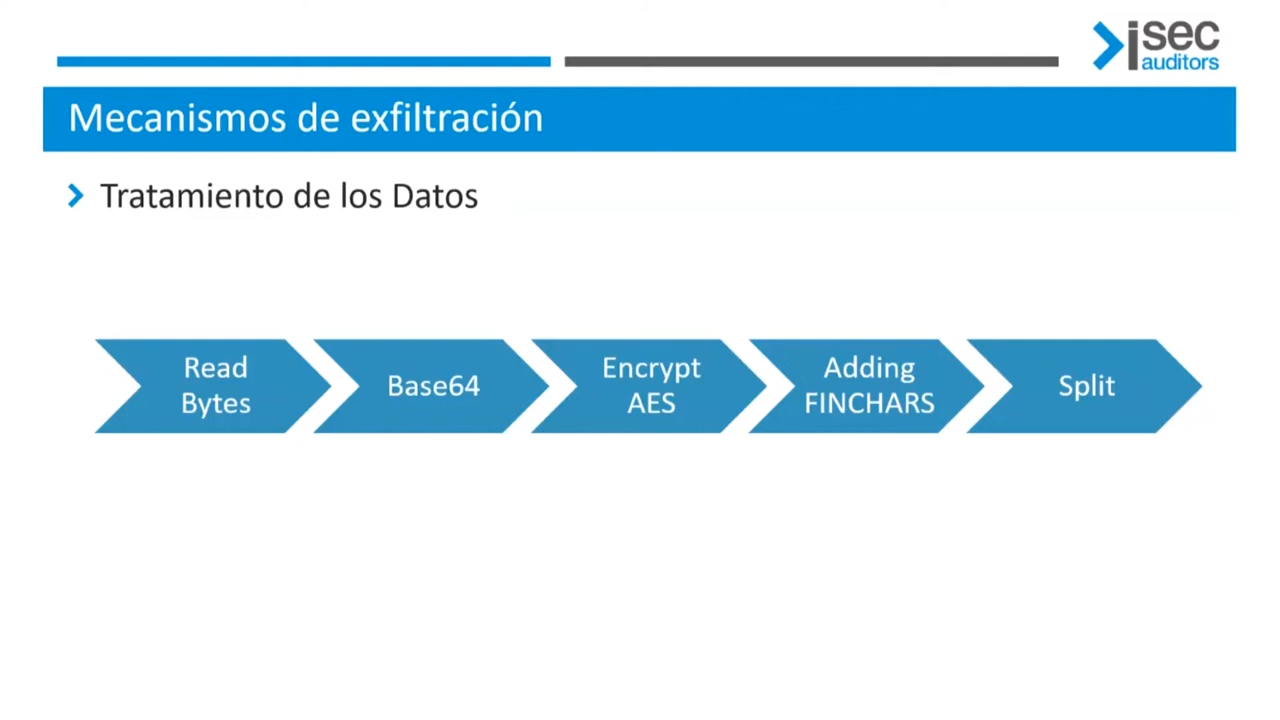 isec
auditors
Mecanismos de exfiltración
Tratamiento de los Datos
Read
Bytes
Base64
Encrypt
AES
Adding
FINCHARS
Split